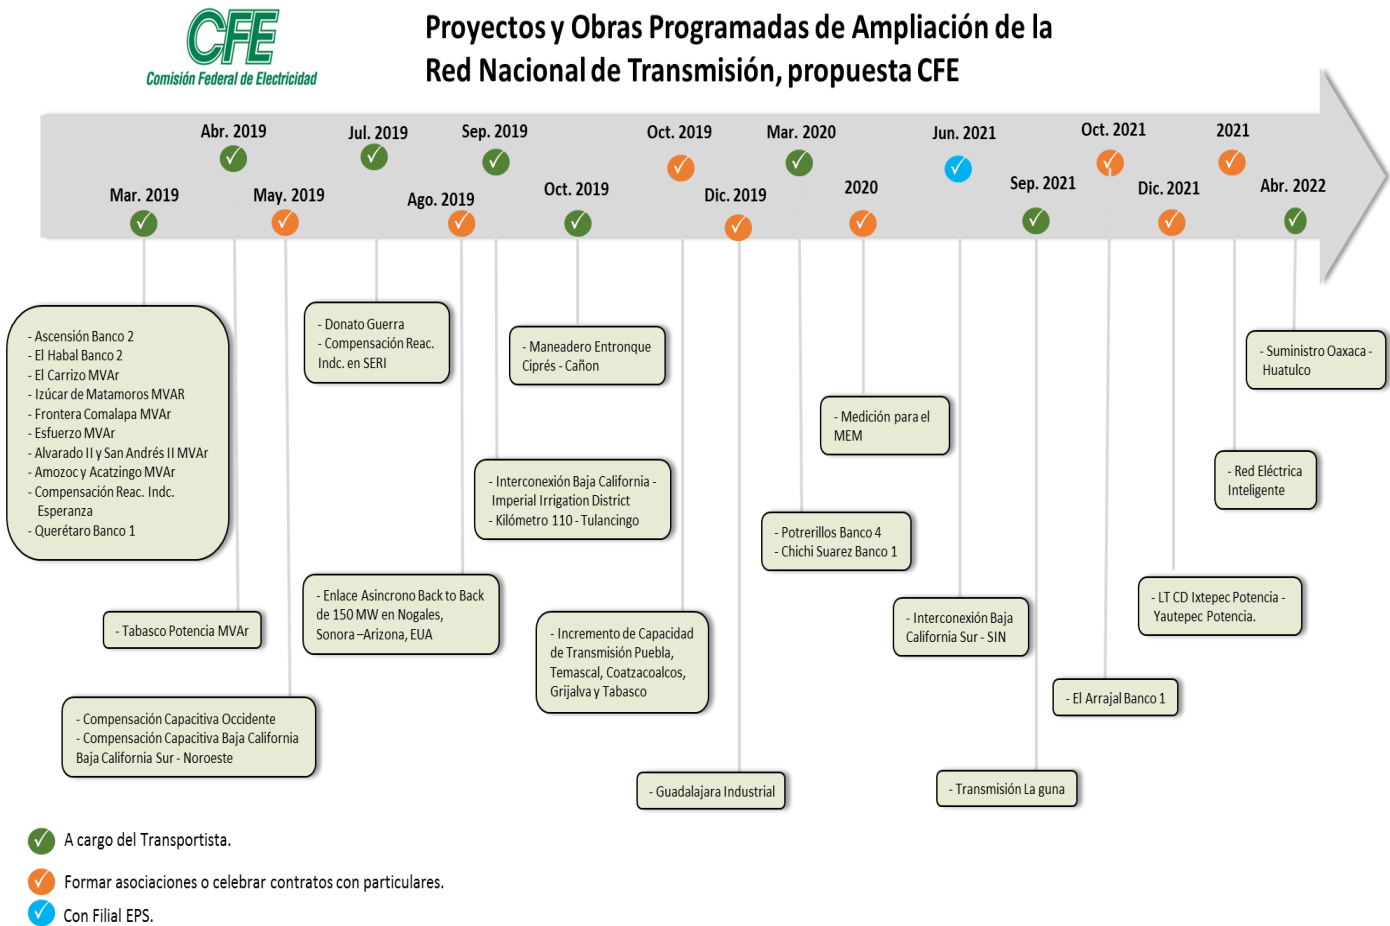 CFE
Comisión Federal de Electricidad
Proyectos y Obras Programadas de Ampliación de la
Red Nacional de Transmisión, propuesta CFE
Mar. 2019
Abr. 2019
May. 2019
Jul. 2019
Ago. 2019
Sep. 2019
Oct. 2019
Oct. 2019
Dic. 2019
Mar. 2020
2020
Jun. 2021
Sep. 2021
Oct. 2021
Dic. 2021
2021
Abr. 2022
- Ascensión Banco 2
- El Habal Banco 2
- El Carrizo MVAr
- Izúcar de Matamoros MVAR
- Frontera Comalapa MVAr
- Esfuerzo MVAr
- Alvarado II y San Andrés II MVAr
- Amozoc y Acatzingo MVAr
- Compensación Reac. Indc.
Esperanza
- Querétaro Banco 1
- Tabasco Potencia MVAr
- Compensación Capacitiva Occidente
- Compensación Capacitiva Baja California
Baja California Sur - Noroeste
- Donato Guerra
- Compensación Reac.
Indc. en SERI
- Enlace Asincrono Back to Back
de 150 MW en Nogales,
Sonora –Arizona, EUA
- Interconexión Baja California -
Imperial Irrigation District
- Kilómetro 110 - Tulancingo
- Maneadero Entronque
Ciprés - Cañon
- Incremento de Capacidad
de Transmisión Puebla,
Temascal, Coatzacoalcos,
Grijalva y Tabasco
- Guadalajara Industrial
- Potrerillos Banco 4
- Chichi Suarez Banco 1
- Medición para el
MEM
- Interconexión Baja
California Sur - SIN
- Transmisión La guna
- El Arrajal Banco 1
- LT CD Ixtepec Potencia -
Yautepec Potencia.
- Red Eléctrica
Inteligente
- Suministro Oaxaca -
Huatulco
A cargo del Transportista.
Formar asociaciones o celebrar contratos con particulares.
Con Filial EPS.